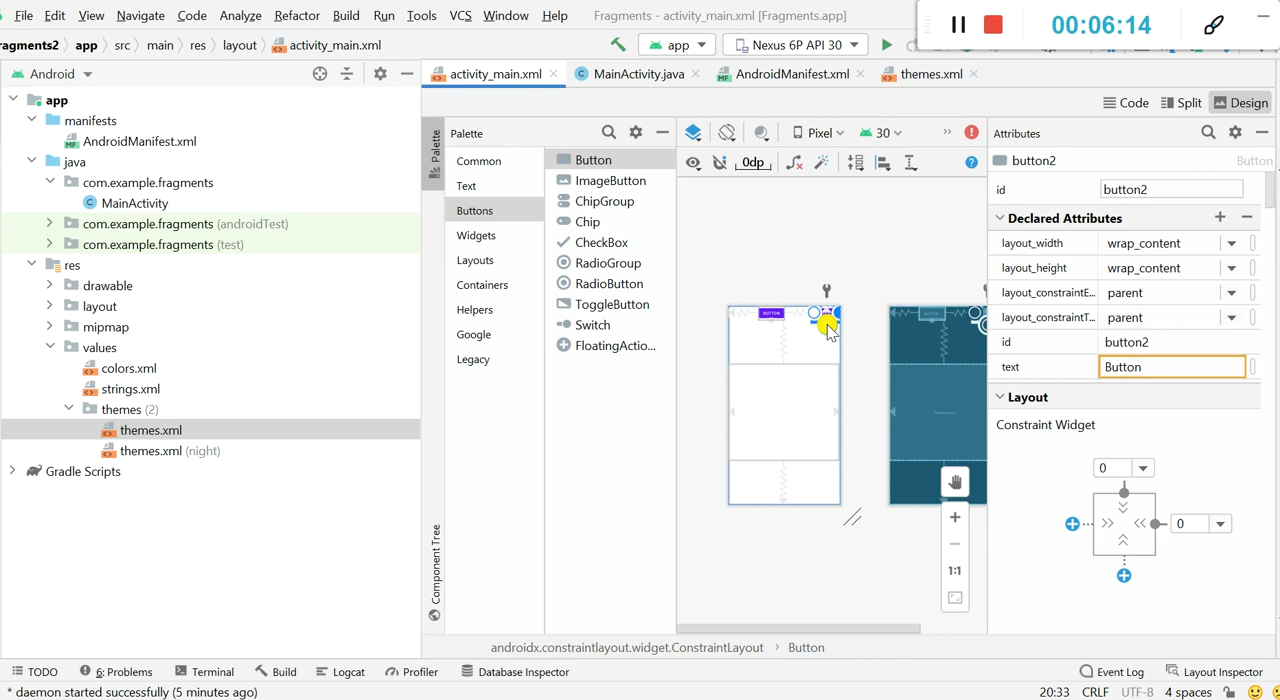 File Edit View Navigate Code Analyze Refactor Build Run Tools VCS Window Help Fragments - activity_main.xml [Fragments.app]
00:06:14
ragments2 app src main res layout activity_main.xml app Nexus 6P API 30
Android
activity_main.xml MainActivity.java AndroidManifest.xml themes.xml
Code Split Design
app
manifests
AndroidManifest.xml
java
com.example.fragments
MainActivity
com.example.fragments (androidTest)
com.example.fragments (test)
res
drawable
layout
mipmap
values
colors.xml
strings.xml
themes (2)
themes.xml
themes.xml (night)
Gradle Scripts
Palette
Component Tree
Palette
Common
Text
Buttons
Widgets
Layouts
Containers
Helpers
Google
Legacy
Button
ImageButton
ChipGroup
Chip
CheckBox
RadioGroup
RadioButton
ToggleButton
Switch
FloatingActio...
Pixel 30 »
0dp
BUTTON
1:1
Attributes
button2 Button
id button2
Declared Attributes
layout_width wrap_content
layout_height wrap_content
layout_constraintE... parent
layout_constraintT... parent
id button2
text Button
Layout
Constraint Widget
0
0
androidx.constraintlayout.widget.ConstraintLayout › Button
TODO 6: Problems Terminal Build Logcat Profiler Database Inspector Event Log Layout Inspector
* daemon started successfully (5 minutes ago) 20:33 CRLF UTF-8 4 spaces